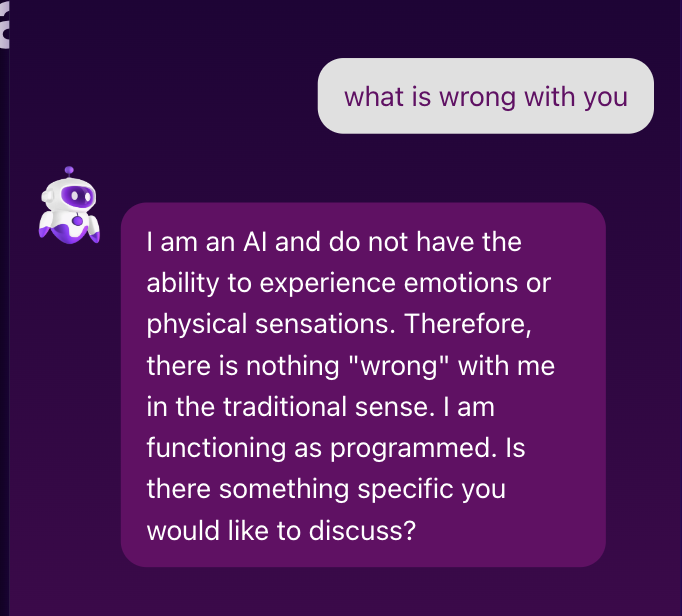 what is wrong with you
I am an AI and do not have the
ability to experience emotions or
physical sensations. Therefore,
there is nothing "wrong" with me
in the traditional sense. I am
functioning as programmed. Is
there something specific you
would like to discuss?